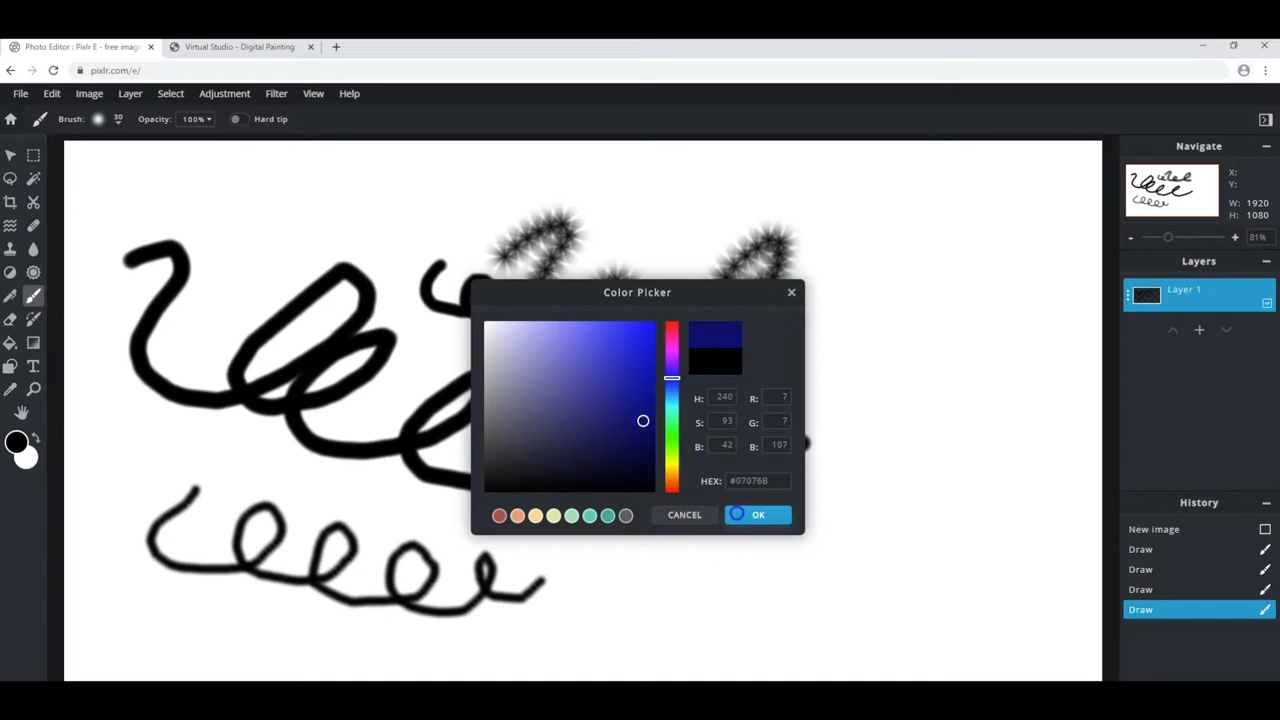 Photo Editor : Pixlr E - free imag
Virtual Studio - Digital Painting
pixlr.com/e/
File Edit Image Layer Select Adjustment Filter View Help
Brush: 30 Opacity: 100% Hard tip
Navigate
X:
Y:
W: 1920
H: 1080
81%
Layers
Layer 1
Color Picker
H: 240 R: 7
S: 93 G: 7
B: 42 B: 107
HEX: #07076B
CANCEL OK
History
New image
Draw
Draw
Draw
Draw